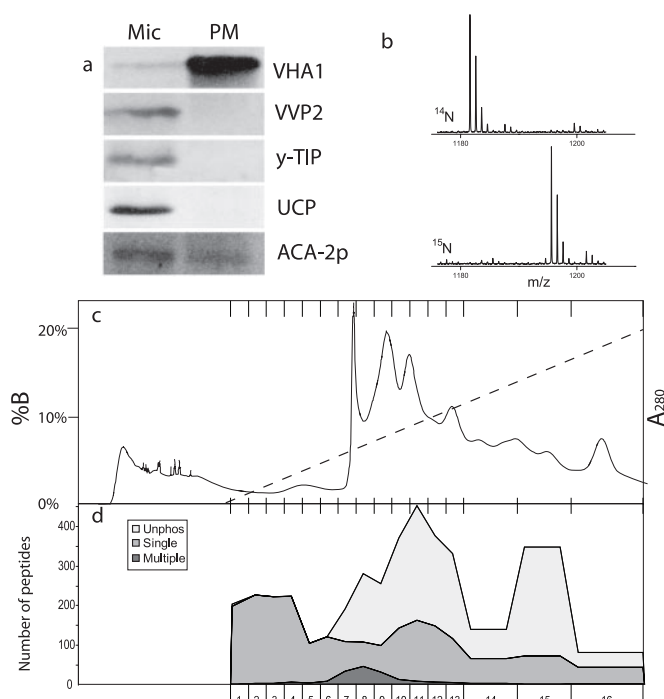 Mic PM
a
VHA1
VVP2
y-TIP
UCP
ACA-2p
b
14N
1180 1200
15N
1180 1200
m/z
c
20%
10%
0%
%B
A280
d
Unphos
Single
Multiple
400
300
200
100
0
Number of peptides
1 2 3 4 5 6 7 8 9 10 11 12 13 14 15 16